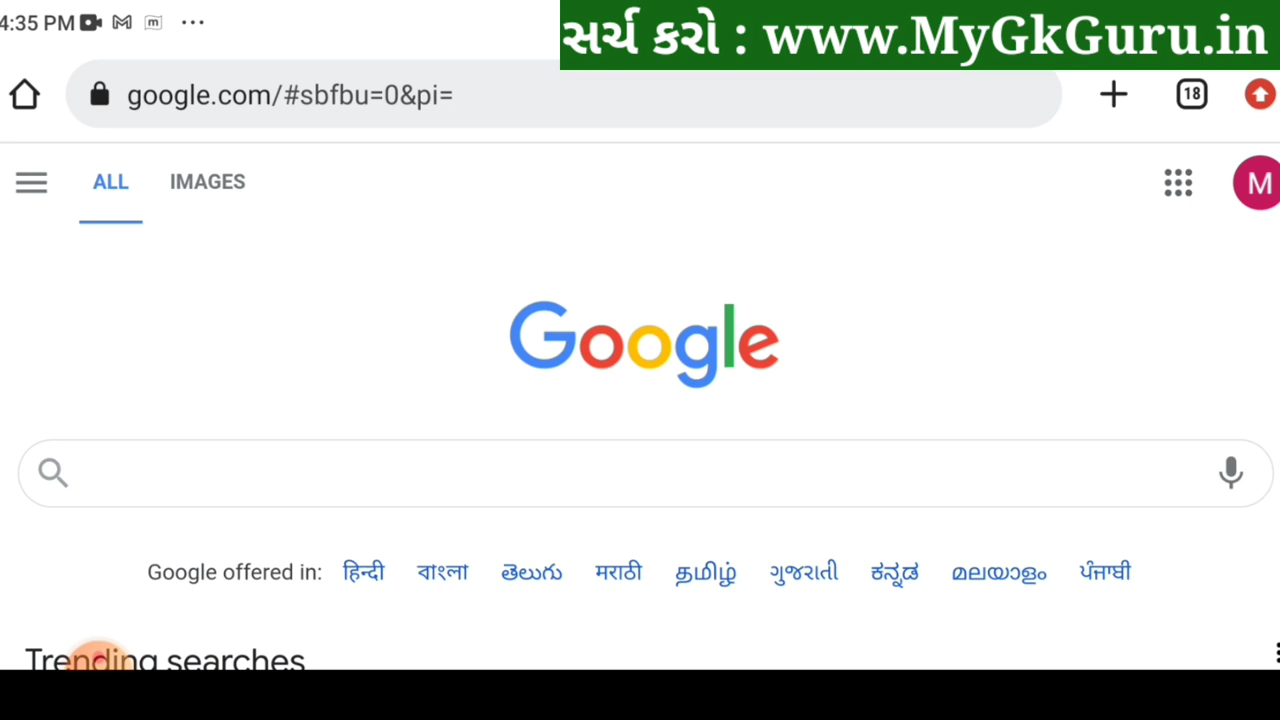 4:35 PM
સર્ચ કરો : www.MyGkGuru.in
google.com/#sbfbu=0&pi=
18
ALL IMAGES
M
Google
Google offered in: हिन्दी বাংলা తెలుగు मराठी தமிழ் ગુજરાતી ಕನ್ನಡ മലയാളം ਪੰਜਾਬੀ
Trending searches